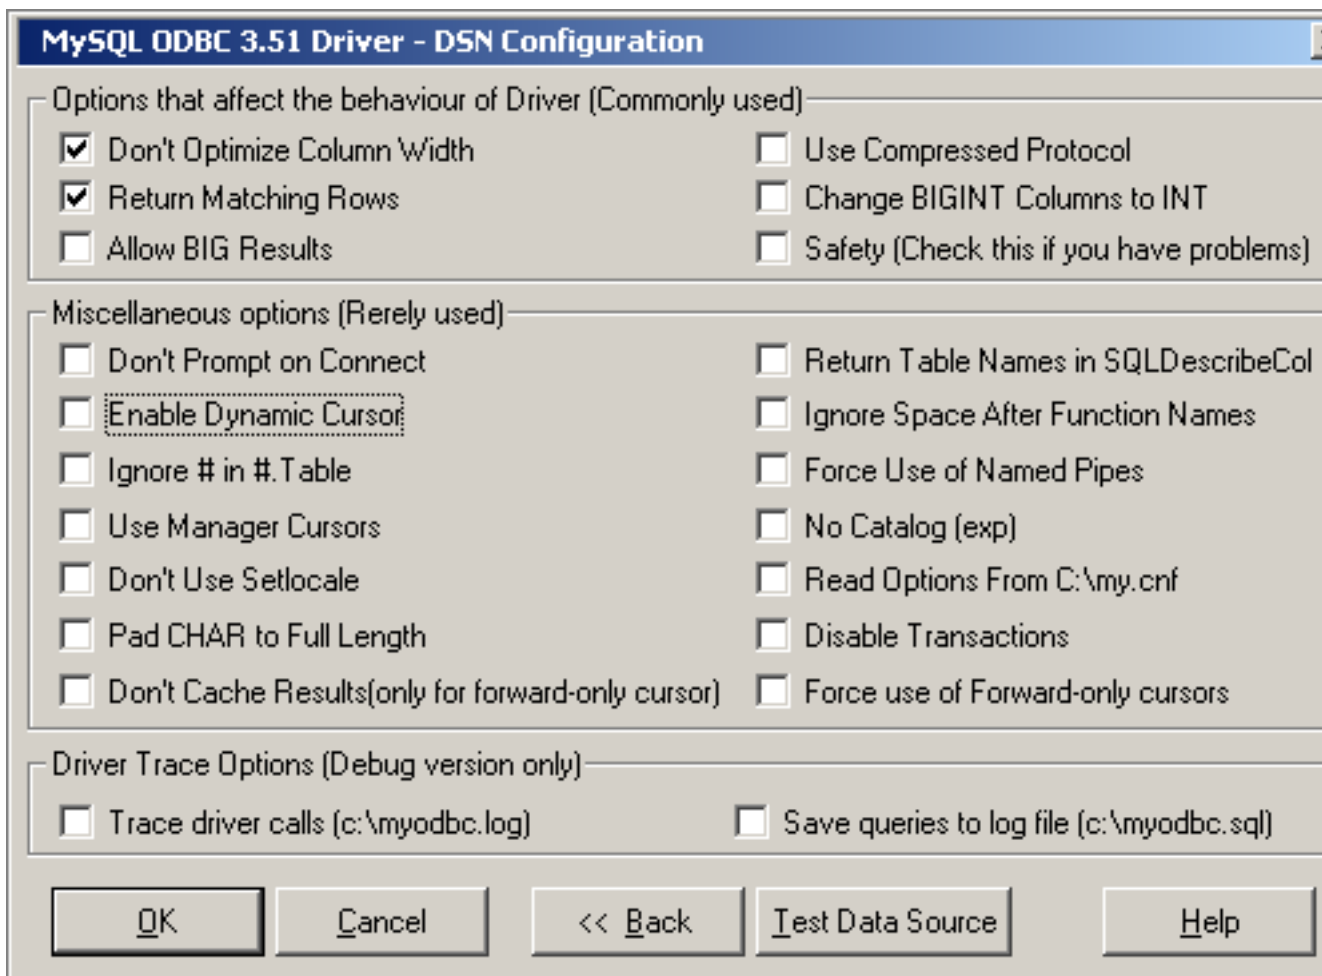 MySQL ODBC 3.51 Driver - DSN Configuration
Options that affect the behaviour of Driver (Commonly used)
Don't Optimize Column Width
Use Compressed Protocol
Return Matching Rows
Change BIGINT Columns to INT
Allow BIG Results
Safety (Check this if you have problems)
Miscellaneous options (Rerely used)
Don't Prompt on Connect
Return Table Names in SQLDescribeCol
Enable Dynamic Cursor
Ignore Space After Function Names
Ignore # in #.Table
Force Use of Named Pipes
Use Manager Cursors
No Catalog (exp)
Don't Use Setlocale
Read Options From C:\my.cnf
Pad CHAR to Full Length
Disable Transactions
Don't Cache Results(only for forward-only cursor)
Force use of Forward-only cursors
Driver Trace Options (Debug version only)
Trace driver calls (c:\myodbc.log)
Save queries to log file (c:\myodbc.sql)
OK
Cancel
<< Back
Test Data Source
Help